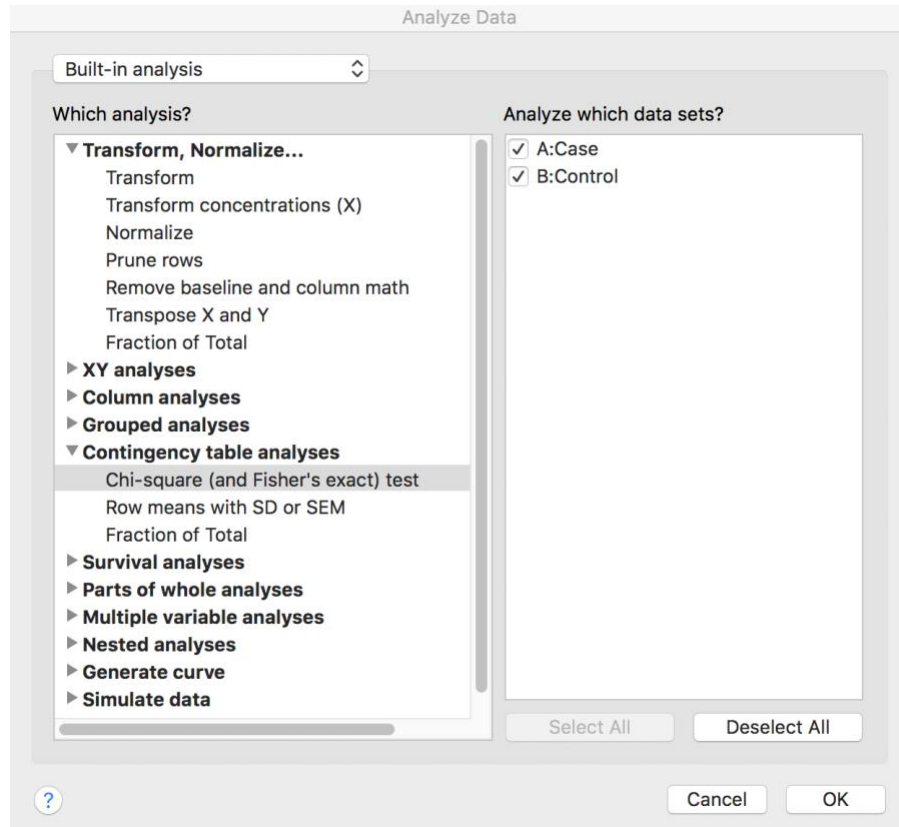 Analyze Data
Built-in analysis
Which analysis?
Transform, Normalize...
Transform
Transform concentrations (X)
Normalize
Prune rows
Remove baseline and column math
Transpose X and Y
Fraction of Total
XY analyses
Column analyses
Grouped analyses
Contingency table analyses
Chi-square (and Fisher's exact) test
Row means with SD or SEM
Fraction of Total
Survival analyses
Parts of whole analyses
Multiple variable analyses
Nested analyses
Generate curve
Simulate data
Analyze which data sets?
A:Case
B:Control
Select All
Deselect All
?
Cancel
OK